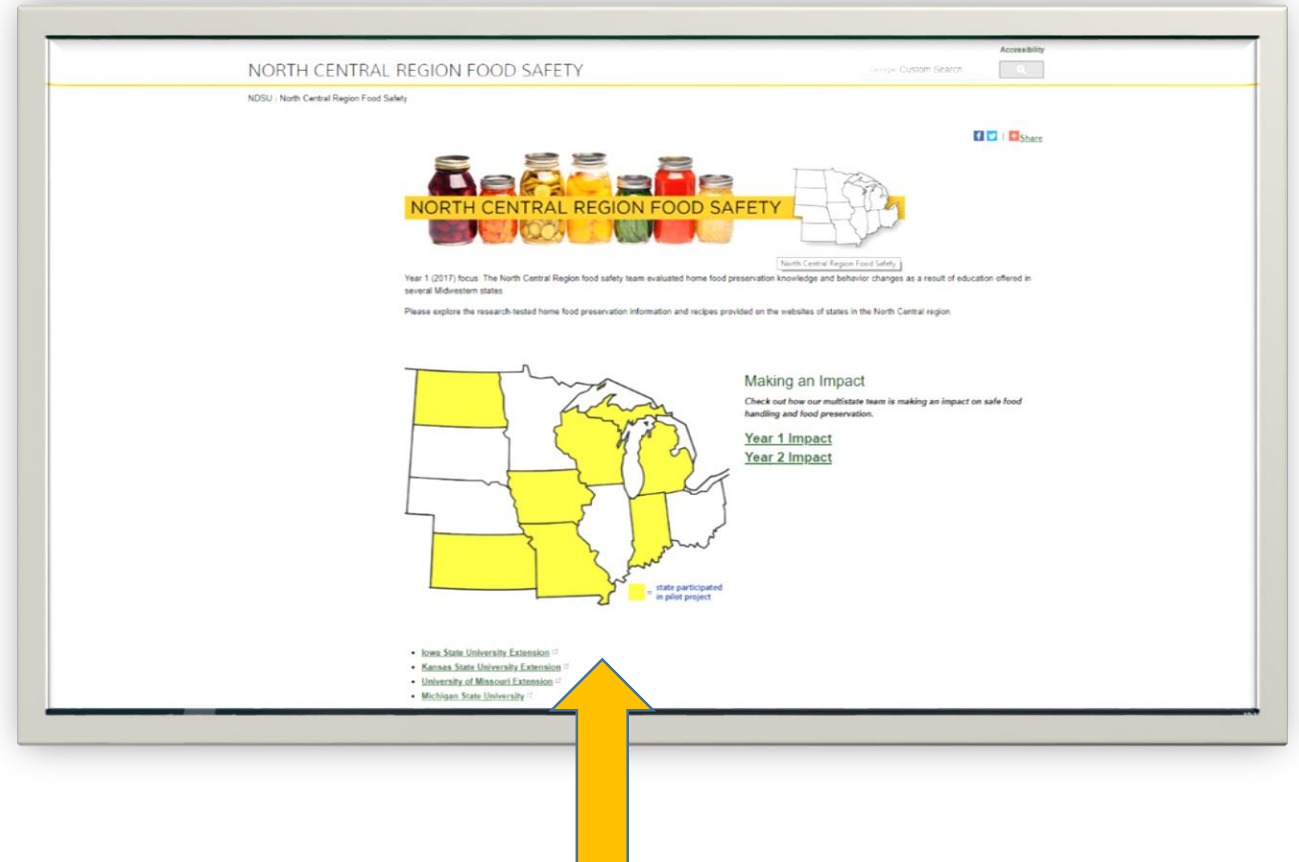 Accessibility
NORTH CENTRAL REGION FOOD SAFETY
Google Custom Search
NDSU › North Central Region Food Safety
Share
NORTH CENTRAL REGION FOOD SAFETY
North Central Region Food Safety
Year 1 (2017) focus: The North Central Region food safety team evaluated home food preservation knowledge and behavior changes as a result of education offered in
several Midwestern states
Please explore the research-tested home food preservation information and recipes provided on the websites of states in the North Central region.
Making an Impact
Check out how our multistate team is making an impact on safe food
handling and food preservation.
Year 1 Impact
Year 2 Impact
= state participated
in pilot project
• Iowa State University Extension
• Kansas State University Extension
• University of Missouri Extension
• Michigan State University